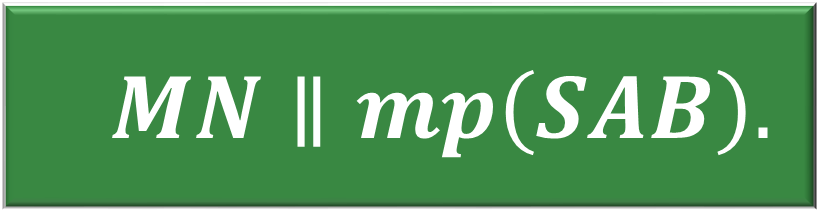 MN ∥ mp(SAB).